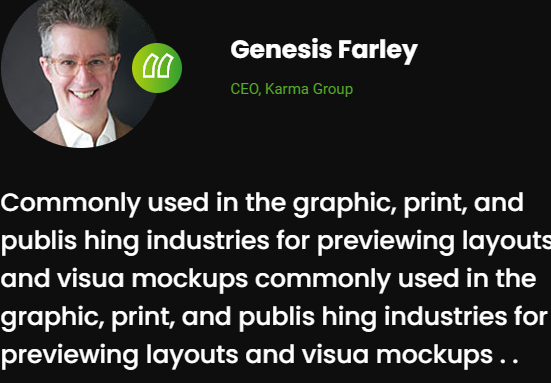 Genesis Farley
CEO, Karma Group
Commonly used in the graphic, print, and
publis hing industries for previewing layouts
and visua mockups commonly used in the
graphic, print, and publis hing industries for
previewing layouts and visua mockups . .